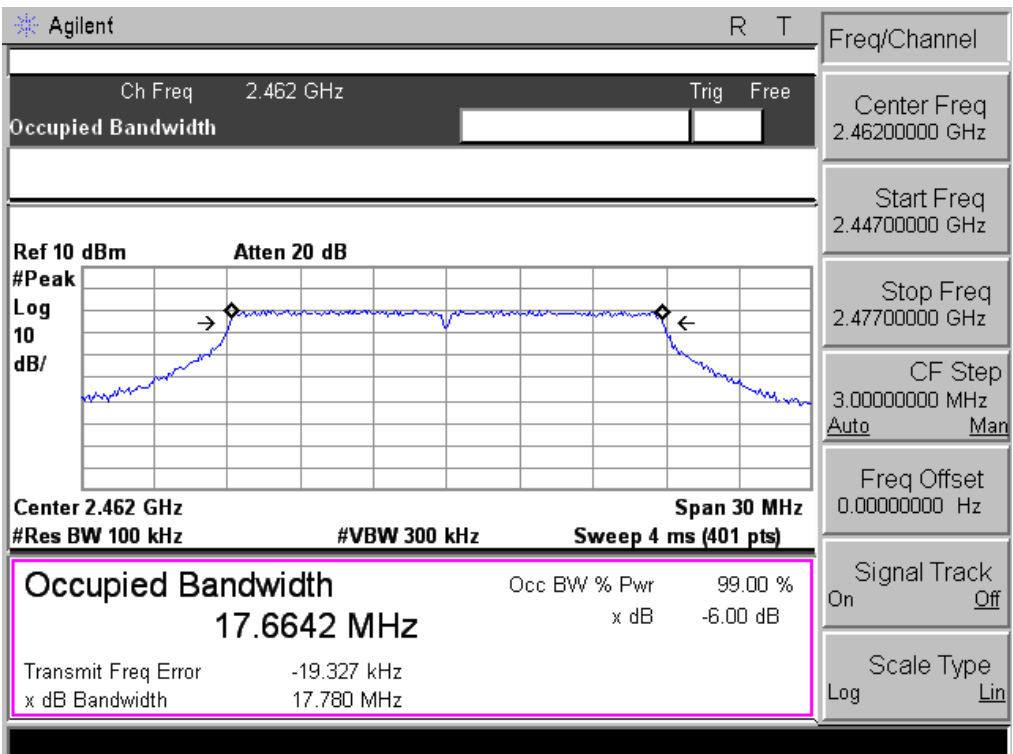 Agilent R T
Freq/Channel
Ch Freq 2.462 GHz Trig Free
Occupied Bandwidth
Center Freq
2.46200000 GHz
Start Freq
2.44700000 GHz
Ref 10 dBm Atten 20 dB
#Peak
Log
10
dB/
Stop Freq
2.47700000 GHz
CF Step
3.00000000 MHz
Auto Man
Center 2.462 GHz Span 30 MHz
#Res BW 100 kHz #VBW 300 kHz Sweep 4 ms (401 pts)
Freq Offset
0.00000000 Hz
Occupied Bandwidth Occ BW % Pwr 99.00 %
17.6642 MHz x dB -6.00 dB
Transmit Freq Error -19.327 kHz
x dB Bandwidth 17.780 MHz
Signal Track
On Off
Scale Type
Log Lin